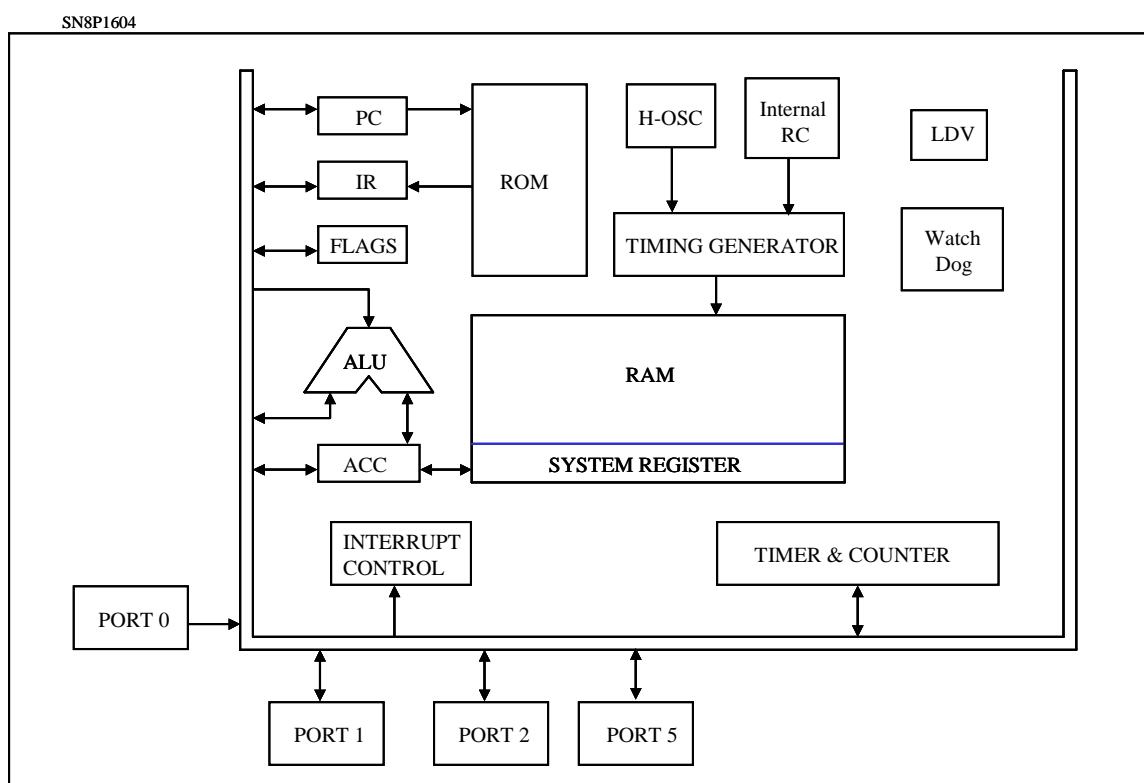 SN8P1604
PC
IR
FLAGS
ALU
ACC
ROM
H-OSC
Internal
RC
TIMING GENERATOR
LDV
Watch
Dog
RAM
SYSTEM REGISTER
INTERRUPT
CONTROL
TIMER & COUNTER
PORT 0
PORT 1
PORT 2
PORT 5